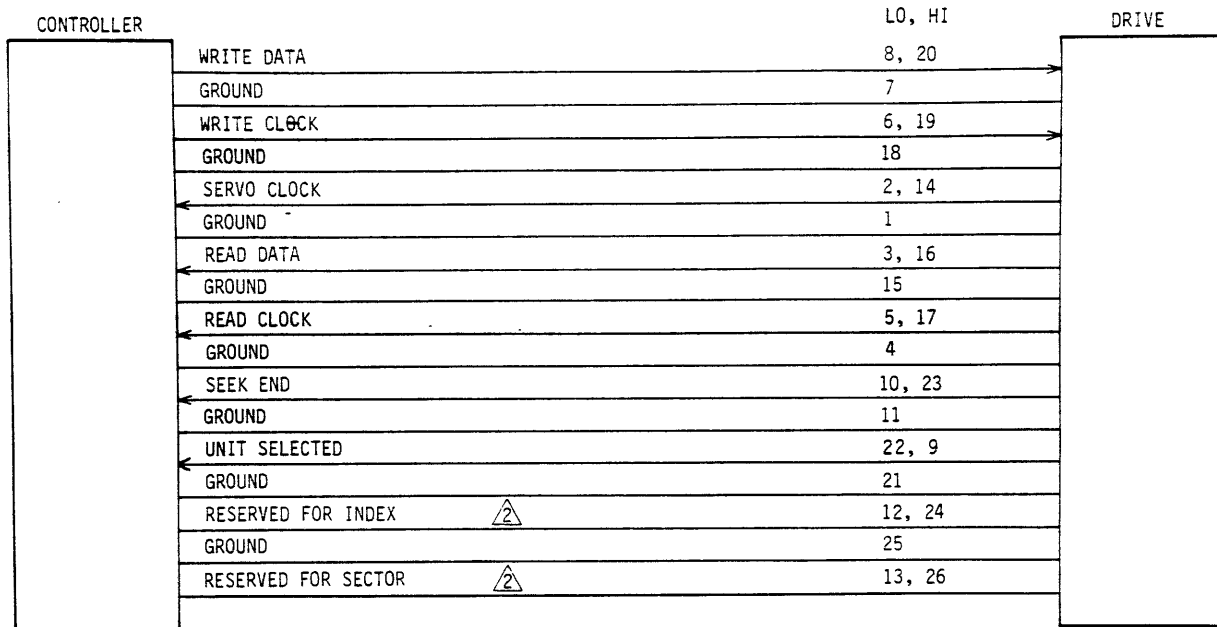 CONTROLLER LO, HI DRIVE
WRITE DATA 8, 20
GROUND 7
WRITE CLOCK 6, 19
GROUND 18
SERVO CLOCK 2, 14
GROUND 1
READ DATA 3, 16
GROUND 15
READ CLOCK 5, 17
GROUND 4
SEEK END 10, 23
GROUND 11
UNIT SELECTED 22, 9
GROUND 21
RESERVED FOR INDEX 2 12, 24
GROUND 25
RESERVED FOR SECTOR 2 13, 26